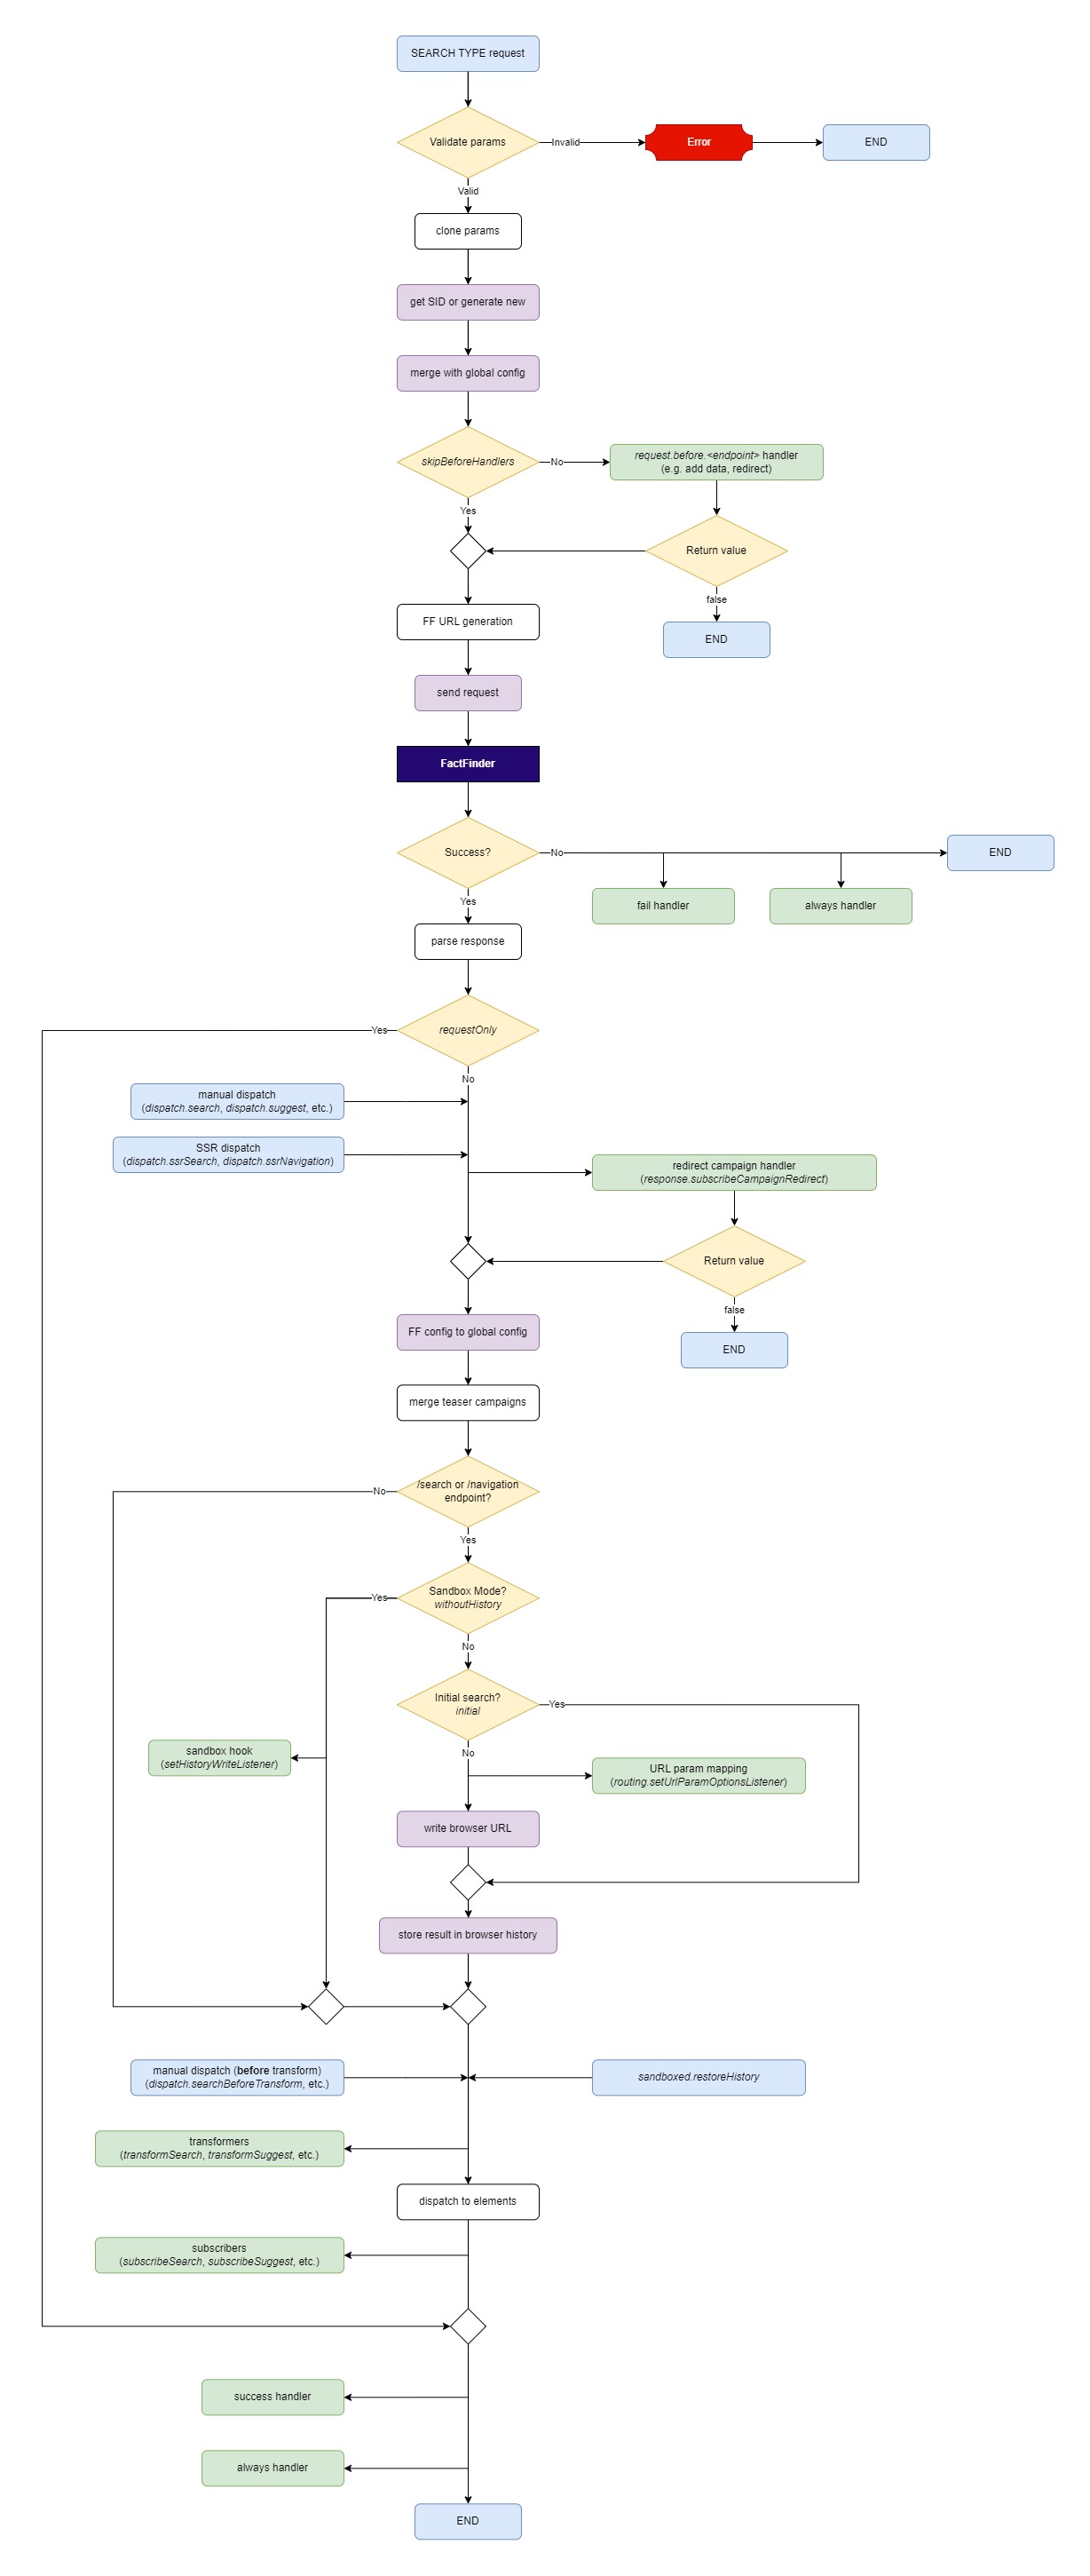 SEARCH TYPE request
Validate params
Invalid
Error
END
Valid
clone params
get SID or generate new
merge with global config
skipBeforeHandlers
No
request.before.<endpoint> handler
(e.g. add data, redirect)
Yes
Return value
false
END
FF URL generation
send request
FactFinder
Success?
No
END
fail handler
always handler
Yes
parse response
requestOnly
Yes
No
manual dispatch
(dispatch.search, dispatch.suggest, etc.)
SSR dispatch
(dispatch.ssrSearch, dispatch.ssrNavigation)
redirect campaign handler
(response.subscribeCampaignRedirect)
Return value
false
END
FF config to global config
merge teaser campaigns
/search or /navigation
endpoint?
No
Yes
Sandbox Mode?
withoutHistory
Yes
No
Initial search?
initial
Yes
No
sandbox hook
(setHistoryWriteListener)
URL param mapping
(routing.setUrlParamOptionsListener)
write browser URL
store result in browser history
manual dispatch (before transform)
(dispatch.searchBeforeTransform, etc.)
sandboxed.restoreHistory
transformers
(transformSearch, transformSuggest, etc.)
dispatch to elements
subscribers
(subscribeSearch, subscribeSuggest, etc.)
success handler
always handler
END